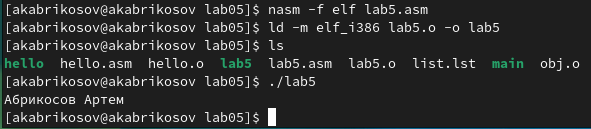 [akabrikosov@akabrikosov lab05]$ nasm -f elf lab5.asm
[akabrikosov@akabrikosov lab05]$ ld -m elf_i386 lab5.o -o lab5
[akabrikosov@akabrikosov lab05]$ ls
hello  hello.asm  hello.o  lab5  lab5.asm  lab5.o  list.lst  main  obj.o
[akabrikosov@akabrikosov lab05]$ ./lab5
Абрикосов Артем
[akabrikosov@akabrikosov lab05]$